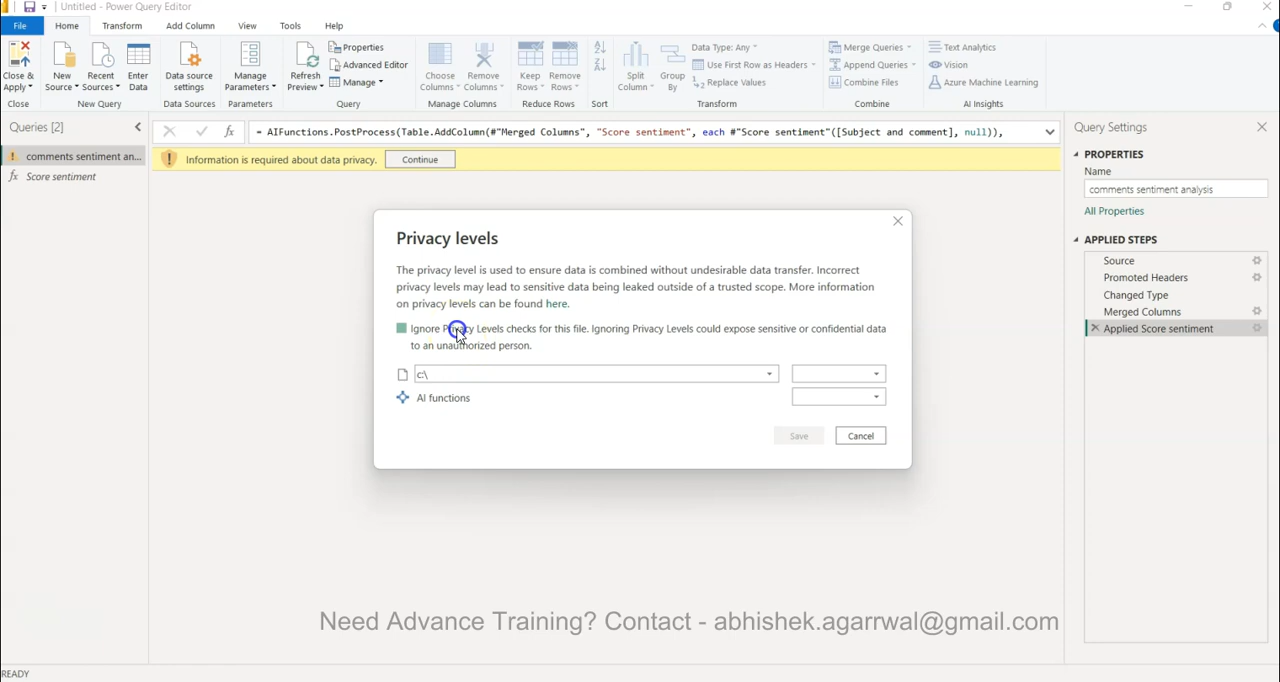 Untitled - Power Query Editor
File Home Transform Add Column View Tools Help
Close & Apply
Close
New Source
Recent Sources
Enter Data
New Query
Data source settings
Data Sources
Manage Parameters
Parameters
Refresh Preview
Properties
Advanced Editor
Manage
Query
Choose Columns
Remove Columns
Manage Columns
Keep Rows
Remove Rows
Reduce Rows
Sort
Split Column
Group By
Data Type: Any
Use First Row as Headers
Replace Values
Transform
Merge Queries
Append Queries
Combine Files
Combine
Text Analytics
Vision
Azure Machine Learning
AI Insights
Queries [2]
comments sentiment an...
fx Score sentiment
fx = AIFunctions.PostProcess(Table.AddColumn(#"Merged Columns", "Score sentiment", each #"Score sentiment"([Subject and comment], null)),
Information is required about data privacy. Continue
Privacy levels
The privacy level is used to ensure data is combined without undesirable data transfer. Incorrect
privacy levels may lead to sensitive data being leaked outside of a trusted scope. More information
on privacy levels can be found here.
Ignore Privacy Levels checks for this file. Ignoring Privacy Levels could expose sensitive or confidential data
to an unauthorized person.
c:\
AI functions
Save Cancel
Query Settings
PROPERTIES
Name
comments sentiment analysis
All Properties
APPLIED STEPS
Source
Promoted Headers
Changed Type
Merged Columns
Applied Score sentiment
Need Advance Training? Contact - abhishek.agarrwal@gmail.com
READY